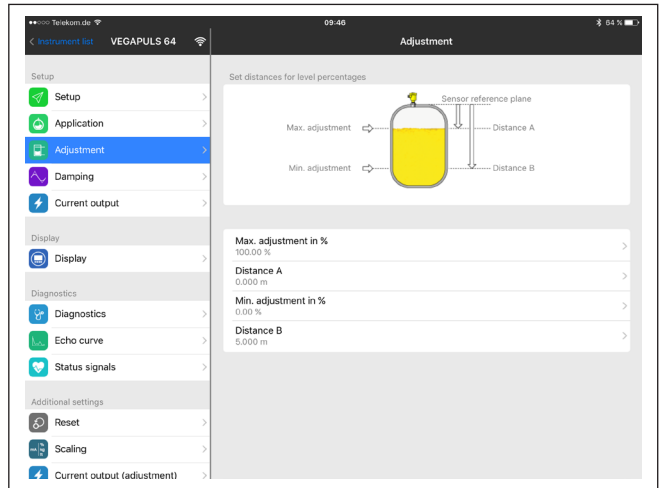 ●●○○○ Telekom.de 09:46 64 %
< Instrument list VEGAPULS 64 Adjustment
Setup
Setup
Application
Adjustment
Damping
Current output
Display
Display
Diagnostics
Diagnostics
Echo curve
Status signals
Additional settings
Reset
Scaling
Current output (adjustment)
Set distances for level percentages
Sensor reference plane
Max. adjustment
Distance A
Min. adjustment
Distance B
Max. adjustment in %
100.00 %
Distance A
0.000 m
Min. adjustment in %
0.00 %
Distance B
5.000 m